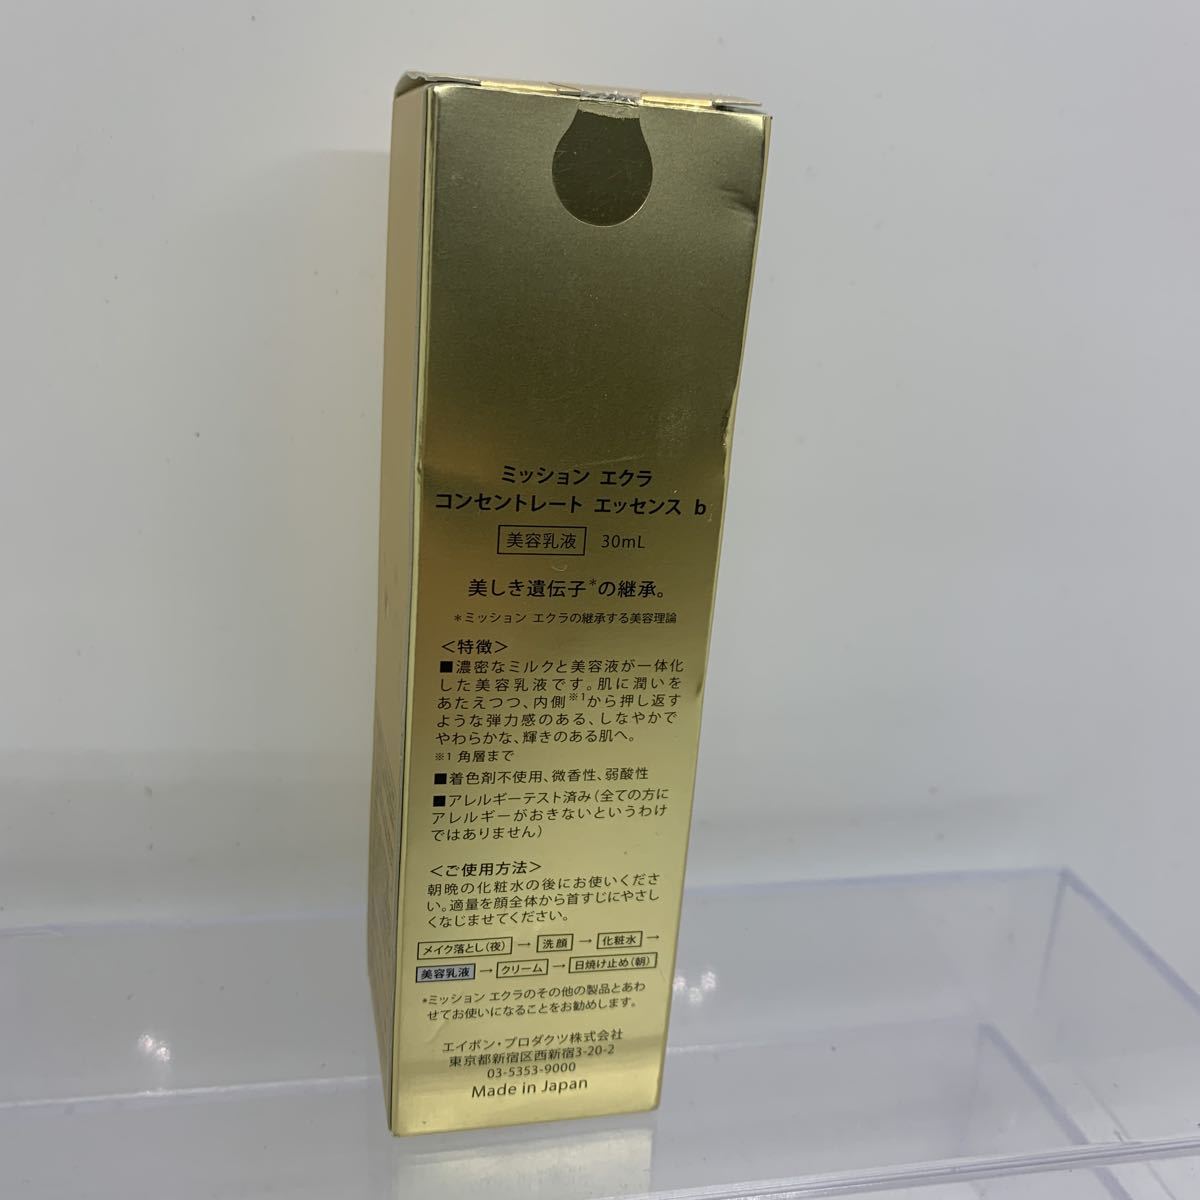 ミッション エクラ
コンセントレート エッセンス b
美容乳液 30mL
美しき遺伝子*の継承。
*ミッション エクラの継承する美容理論
＜特徴＞
■濃密なミルクと美容液が一体化
した美容乳液です。肌に潤いを
あたえつつ、内側※1から押し返す
ような弾力感のある、しなやかで
やわらかな、輝きのある肌へ。
※1 角層まで
■着色剤不使用、微香性、弱酸性
■アレルギーテスト済み(全ての方に
アレルギーがおきないというわけ
ではありません)
＜ご使用方法＞
朝晩の化粧水の後にお使いくださ
い。適量を顔全体から首すじにやさし
くなじませてください。
メイク落とし(夜) → 洗顔 → 化粧水 →
美容乳液 → クリーム → 日焼け止め(朝)
*ミッション エクラのその他の製品とあわ
せてお使いになることをお勧めします。
エイボン・プロダクツ株式会社
東京都新宿区西新宿3-20-2
03-5353-9000
Made in Japan